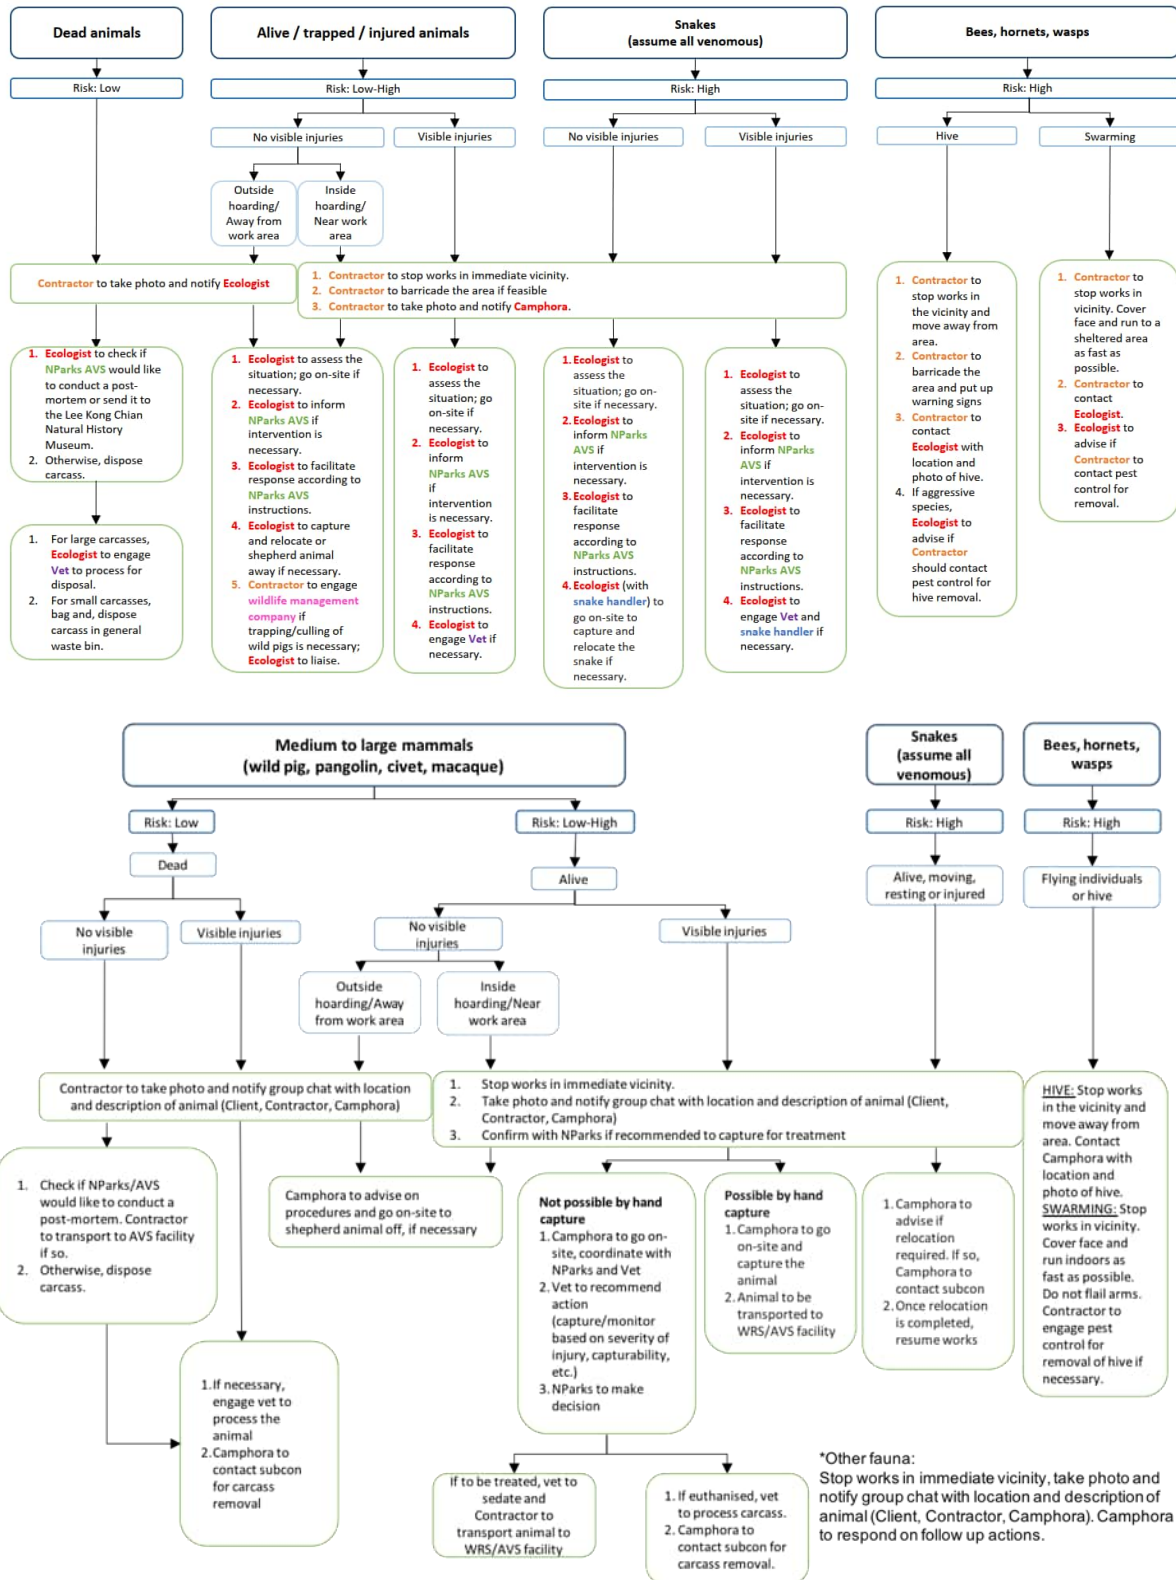 Dead animals
Risk: Low
Alive / trapped / injured animals
Risk: Low-High
No visible injuries
Visible injuries
Outside
hoarding/
Away from
work area
Inside
hoarding/
Near work
area
Snakes
(assume all venomous)
Risk: High
No visible injuries
Visible injuries
Bees, hornets, wasps
Risk: High
Hive
Swarming
Contractor to take photo and notify Ecologist
1. Contractor to stop works in immediate vicinity.
2. Contractor to barricade the area if feasible
3. Contractor to take photo and notify Camphora.
1. Ecologist to check if
NParks AVS would like
to conduct a post-
mortem or send it to
the Lee Kong Chian
Natural History
Museum.
2. Otherwise, dispose
carcass.
1. For large carcasses,
Ecologist to engage
Vet to process for
disposal.
2. For small carcasses,
bag and, dispose
carcass in general
waste bin.
1. Ecologist to assess the
situation; go on-site if
necessary.
2. Ecologist to inform
NParks AVS if
intervention is
necessary.
3. Ecologist to facilitate
response according to
NParks AVS
instructions.
4. Ecologist to capture
and relocate or
shepherd animal
away if necessary.
5. Contractor to engage
wildlife management
company if
trapping/culling of
wild pigs is necessary;
Ecologist to liaise.
1. Ecologist to
assess the
situation; go
on-site if
necessary.
2. Ecologist to
inform
NParks AVS
if
intervention
is necessary.
3. Ecologist to
facilitate
response
according to
NParks AVS
instructions.
4. Ecologist to
engage Vet if
necessary.
1. Ecologist to
assess the
situation; go on-
site if necessary.
2. Ecologist to
inform NParks
AVS if
intervention is
necessary.
3. Ecologist to
facilitate
response
according to
NParks AVS
instructions.
4. Ecologist (with
snake handler) to
go on-site to
capture and
relocate the
snake if
necessary.
1. Ecologist to
assess the
situation; go on-
site if necessary.
2. Ecologist to
inform NParks
AVS if
intervention is
necessary.
3. Ecologist to
facilitate
response
according to
NParks AVS
instructions.
4. Ecologist to
engage Vet and
snake handler if
necessary.
1. Contractor to
stop works in
the vicinity and
move away from
area.
2. Contractor to
barricade the
area and put up
warning signs
3. Contractor to
contact
Ecologist with
location and
photo of hive.
4. If aggressive
species,
Ecologist to
advise if
Contractor
should contact
pest control for
hive removal.
1. Contractor to
stop works in
vicinity. Cover
face and run to a
sheltered area
as fast as
possible.
2. Contractor to
contact
Ecologist.
3. Ecologist to
advise if
Contractor to
contact pest
control for
removal.
Medium to large mammals
(wild pig, pangolin, civet, macaque)
Risk: Low
Dead
No visible
injuries
Visible injuries
Risk: Low-High
Alive
No visible
injuries
Visible injuries
Outside
hoarding/Away
from work area
Inside
hoarding/Near
work area
Snakes
(assume all
venomous)
Risk: High
Alive, moving,
resting or injured
Bees, hornets,
wasps
Risk: High
Flying individuals
or hive
Contractor to take photo and notify group chat with location
and description of animal (Client, Contractor, Camphora)
1. Stop works in immediate vicinity.
2. Take photo and notify group chat with location and description of animal (Client,
Contractor, Camphora)
3. Confirm with NParks if recommended to capture for treatment
1. Check if NParks/AVS
would like to conduct a
post-mortem. Contractor
to transport to AVS facility
if so.
2. Otherwise, dispose
carcass.
1. If necessary,
engage vet to
process the
animal
2. Camphora to
contact subcon
for carcass
removal
Camphora to advise on
procedures and go on-site to
shepherd animal off, if necessary
Not possible by hand
capture
1. Camphora to go on-
site, coordinate with
NParks and Vet
2. Vet to recommend
action
(capture/monitor
based on severity of
injury, capturability,
etc.)
3. NParks to make
decision
Possible by hand
capture
1. Camphora to go
on-site and
capture the
animal
2. Animal to be
transported to
WRS/AVS facility
1. Camphora to
advise if
relocation
required. If so,
Camphora to
contact subcon
2. Once relocation
is completed,
resume works
HIVE: Stop works
in the vicinity and
move away from
area. Contact
Camphora with
location and
photo of hive.
SWARMING: Stop
works in vicinity.
Cover face and
run indoors as
fast as possible.
Do not flail arms.
Contractor to
engage pest
control for
removal of hive if
necessary.
If to be treated, vet to
sedate and
Contractor to
transport animal to
WRS/AVS facility
1. If euthanised, vet
to process carcass.
2. Camphora to
contact subcon for
carcass removal.
*Other fauna:
Stop works in immediate vicinity, take photo and
notify group chat with location and description of
animal (Client, Contractor, Camphora). Camphora
to respond on follow up actions.